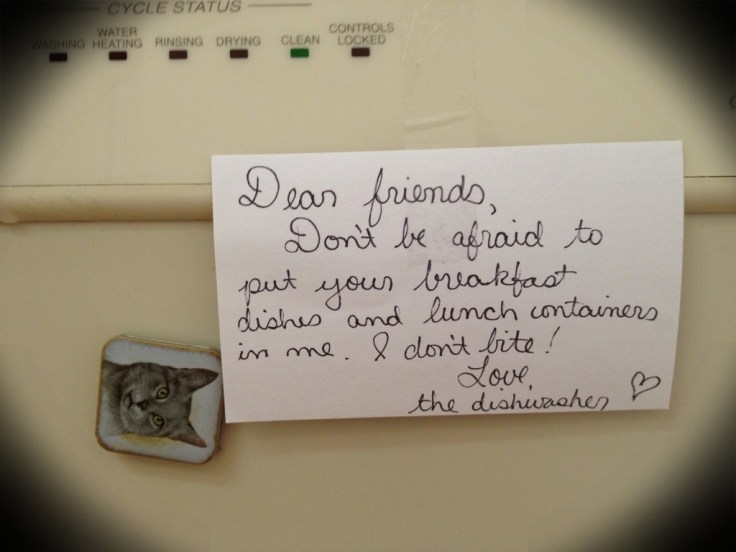 CYCLE STATUS
WASHING WATER HEATING RINSING DRYING CLEAN CONTROLS LOCKED
Dear friends,
Don't be afraid to
put your breakfast
dishes and lunch containers
in me. I don't bite!
Love,
the dishwasher ♡